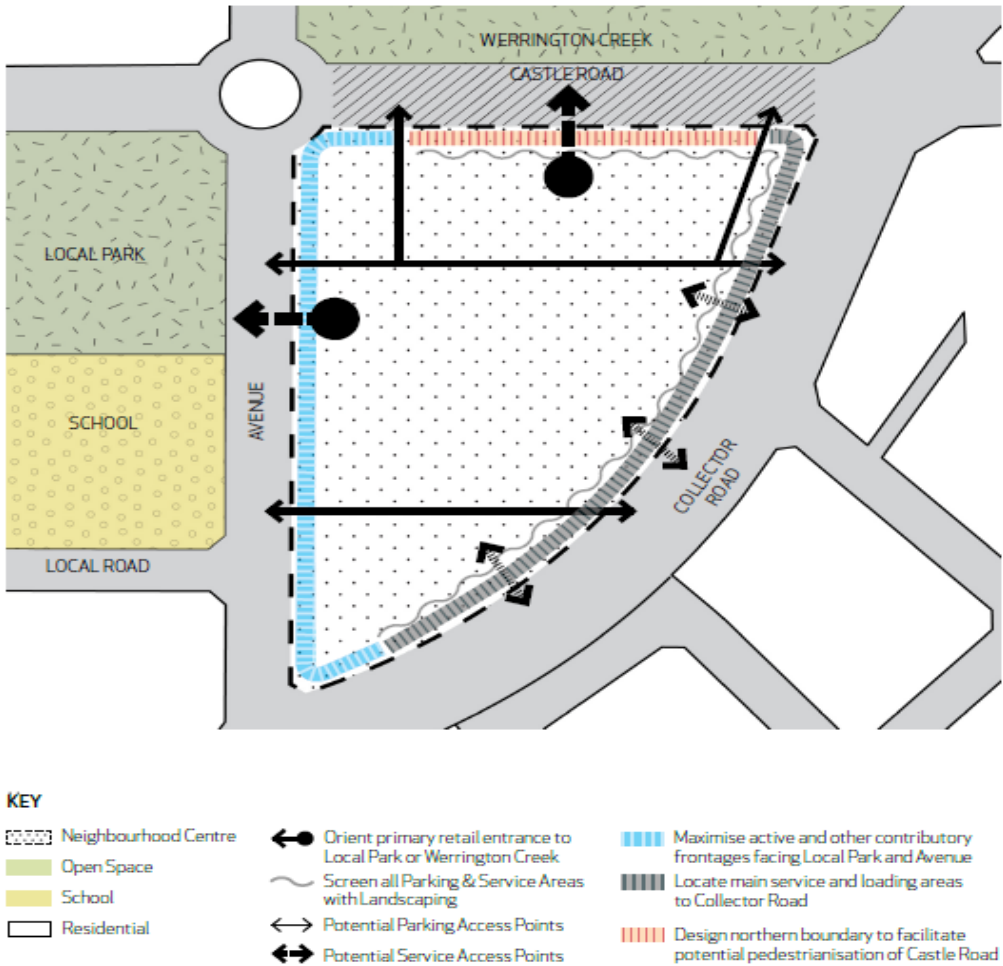 WERRINGTON CREEK
CASTLE ROAD
LOCAL PARK
SCHOOL
AVENUE
COLLECTOR
ROAD
LOCAL ROAD
KEY
Neighbourhood Centre
Open Space
School
Residential
Orient primary retail entrance to
Local Park or Werrington Creek
Screen all Parking & Service Areas
with Landscaping
Potential Parking Access Points
Potential Service Access Points
Maximise active and other contributory
frontages facing Local Park and Avenue
Locate main service and loading areas
to Collector Road
Design northern boundary to facilitate
potential pedestrianisation of Castle Road